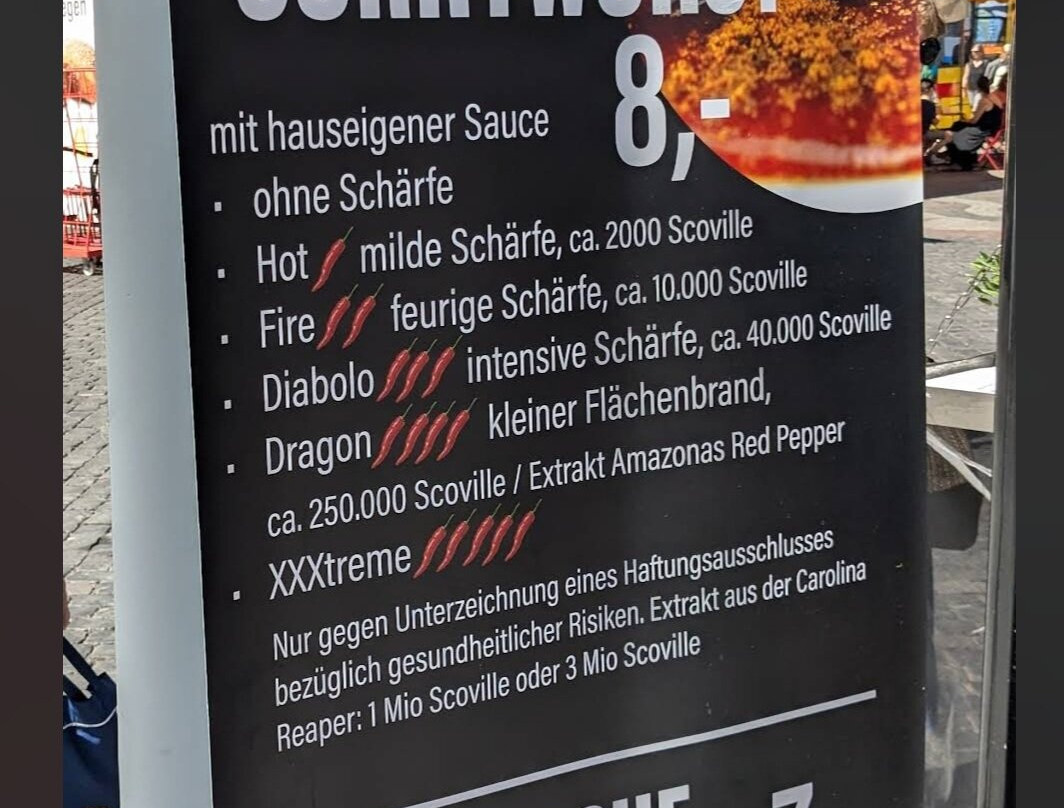 CURRYWURST
8,-
mit hauseigener Sauce
· ohne Schärfe
· Hot milde Schärfe, ca. 2000 Scoville
· Fire feurige Schärfe, ca. 10.000 Scoville
· Diabolo intensive Schärfe, ca. 40.000 Scoville
· Dragon kleiner Flächenbrand,
ca. 250.000 Scoville / Extrakt Amazonas Red Pepper
· XXXtreme
Nur gegen Unterzeichnung eines Haftungsausschlusses
bezüglich gesundheitlicher Risiken. Extrakt aus der Carolina
Reaper: 1 Mio Scoville oder 3 Mio Scoville